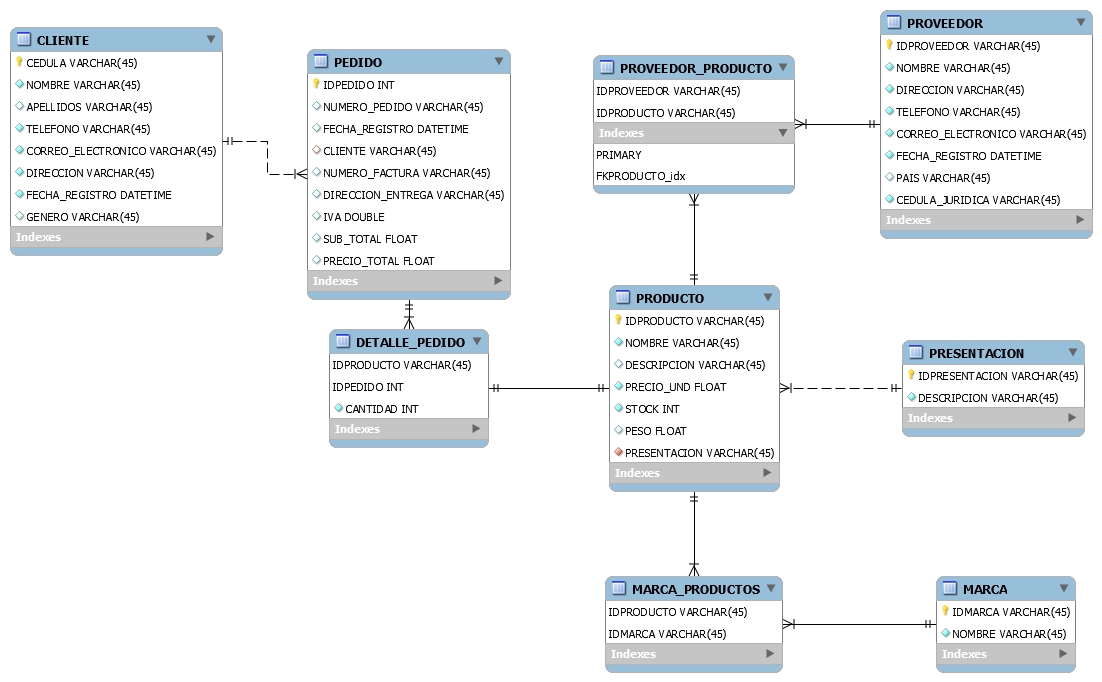 CLIENTE
CEDULA VARCHAR(45)
NOMBRE VARCHAR(45)
APELLIDOS VARCHAR(45)
TELEFONO VARCHAR(45)
CORREO_ELECTRONICO VARCHAR(45)
DIRECCION VARCHAR(45)
FECHA_REGISTRO DATETIME
GENERO VARCHAR(45)
Indexes
PEDIDO
IDPEDIDO INT
NUMERO_PEDIDO VARCHAR(45)
FECHA_REGISTRO DATETIME
CLIENTE VARCHAR(45)
NUMERO_FACTURA VARCHAR(45)
DIRECCION_ENTREGA VARCHAR(45)
IVA DOUBLE
SUB_TOTAL FLOAT
PRECIO_TOTAL FLOAT
Indexes
DETALLE_PEDIDO
IDPRODUCTO VARCHAR(45)
IDPEDIDO INT
CANTIDAD INT
Indexes
PROVEEDOR_PRODUCTO
IDPROVEEDOR VARCHAR(45)
IDPRODUCTO VARCHAR(45)
Indexes
PRIMARY
FKPRODUCTO_idx
PROVEEDOR
IDPROVEEDOR VARCHAR(45)
NOMBRE VARCHAR(45)
DIRECCION VARCHAR(45)
TELEFONO VARCHAR(45)
CORREO_ELECTRONICO VARCHAR(45)
FECHA_REGISTRO DATETIME
PAIS VARCHAR(45)
CEDULA_JURIDICA VARCHAR(45)
Indexes
PRODUCTO
IDPRODUCTO VARCHAR(45)
NOMBRE VARCHAR(45)
DESCRIPCION VARCHAR(45)
PRECIO_UND FLOAT
STOCK INT
PESO FLOAT
PRESENTACION VARCHAR(45)
Indexes
PRESENTACION
IDPRESENTACION VARCHAR(45)
DESCRIPCION VARCHAR(45)
Indexes
MARCA_PRODUCTOS
IDPRODUCTO VARCHAR(45)
IDMARCA VARCHAR(45)
Indexes
MARCA
IDMARCA VARCHAR(45)
NOMBRE VARCHAR(45)
Indexes